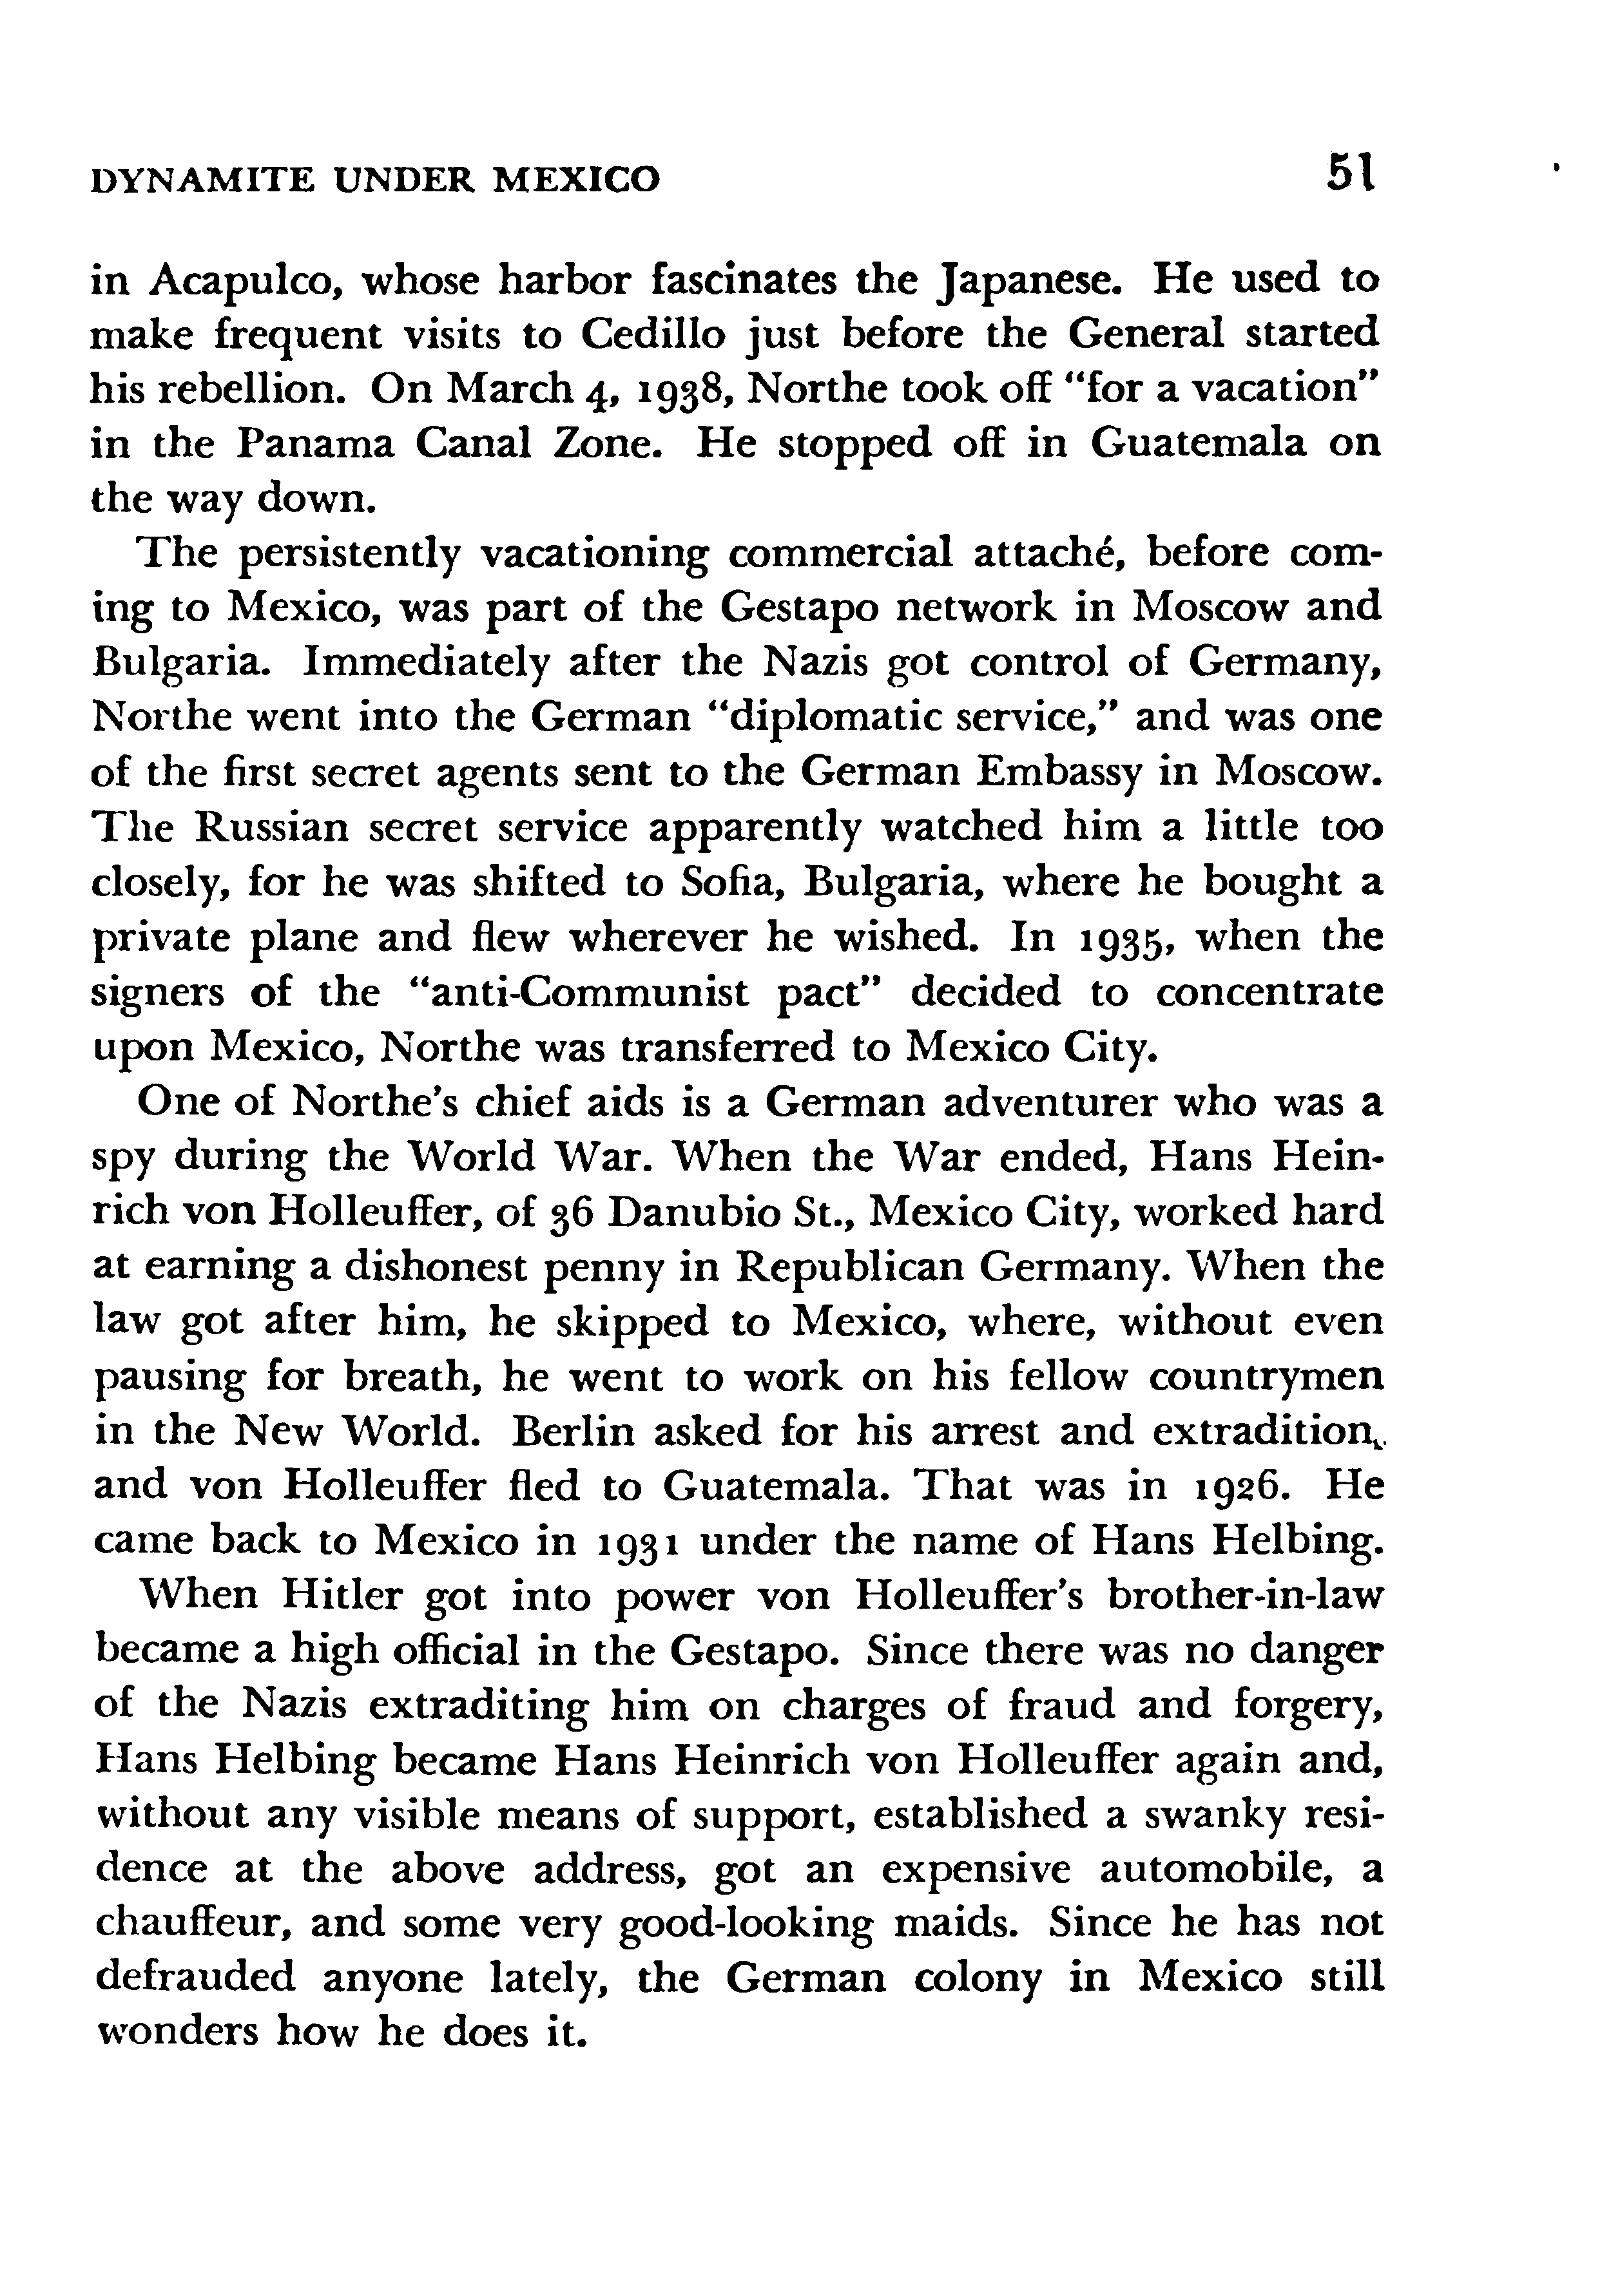 DYNAMITE UNDER MEXICO 51
in Acapulco, whose harbor fascinates the Japanese. He used to
make frequent visits to Cedillo just before the General started
his rebellion. On March 4, 1938, Northe took off “for a vacation”
in the Panama Canal Zone. He stopped off in Guatemala on
the way down.
The persistently vacationing commercial attaché, before com-
ing to Mexico, was part of the Gestapo network in Moscow and
Bulgaria. Immediately after the Nazis got control of Germany,
Northe went into the German “diplomatic service,” and was one
of the first secret agents sent to the German Embassy in Moscow.
The Russian secret service apparently watched him a little too
closely, for he was shifted to Sofia, Bulgaria, where he bought a
private plane and flew wherever he wished. In 1935, when the
signers of the “anti-Communist pact” decided to concentrate
upon Mexico, Northe was transferred to Mexico City.
One of Northe’s chief aids is a German adventurer who was a
spy during the World War. When the War ended, Hans Hein-
rich von Holleuffer, of 36 Danubio St., Mexico City, worked hard
at earning a dishonest penny in Republican Germany. When the
law got after him, he skipped to Mexico, where, without even
pausing for breath, he went to work on his fellow countrymen
in the New World. Berlin asked for his arrest and extradition,
and von Holleuffer fled to Guatemala. That was in 1926. He
came back to Mexico in 1931 under the name of Hans Helbing.
When Hitler got into power von Holleuffer’s brother-in-law
became a high official in the Gestapo. Since there was no danger
of the Nazis extraditing him on charges of fraud and forgery,
Hans Helbing became Hans Heinrich von Holleuffer again and,
without any visible means of support, established a swanky resi-
dence at the above address, got an expensive automobile, a
chauffeur, and some very good-looking maids. Since he has not
defrauded anyone lately, the German colony in Mexico still
wonders how he does it.